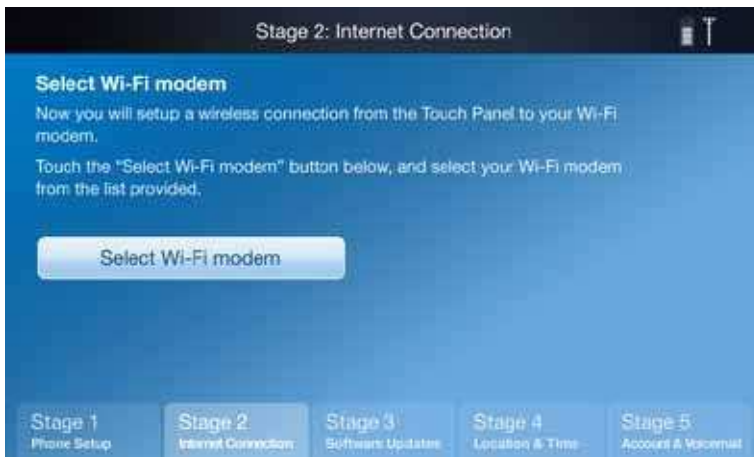 Stage 2: Internet Connection
Select Wi-Fi modem
Now you will setup a wireless connection from the Touch Panel to your Wi-Fi
modem.
Touch the "Select Wi-Fi modem" button below, and select your Wi-Fi modem
from the list provided.
Select Wi-Fi modem
Stage 1
Phone Setup
Stage 2
Internet Connection
Stage 3
Software Updates
Stage 4
Location & Time
Stage 5
Account & Voicemail